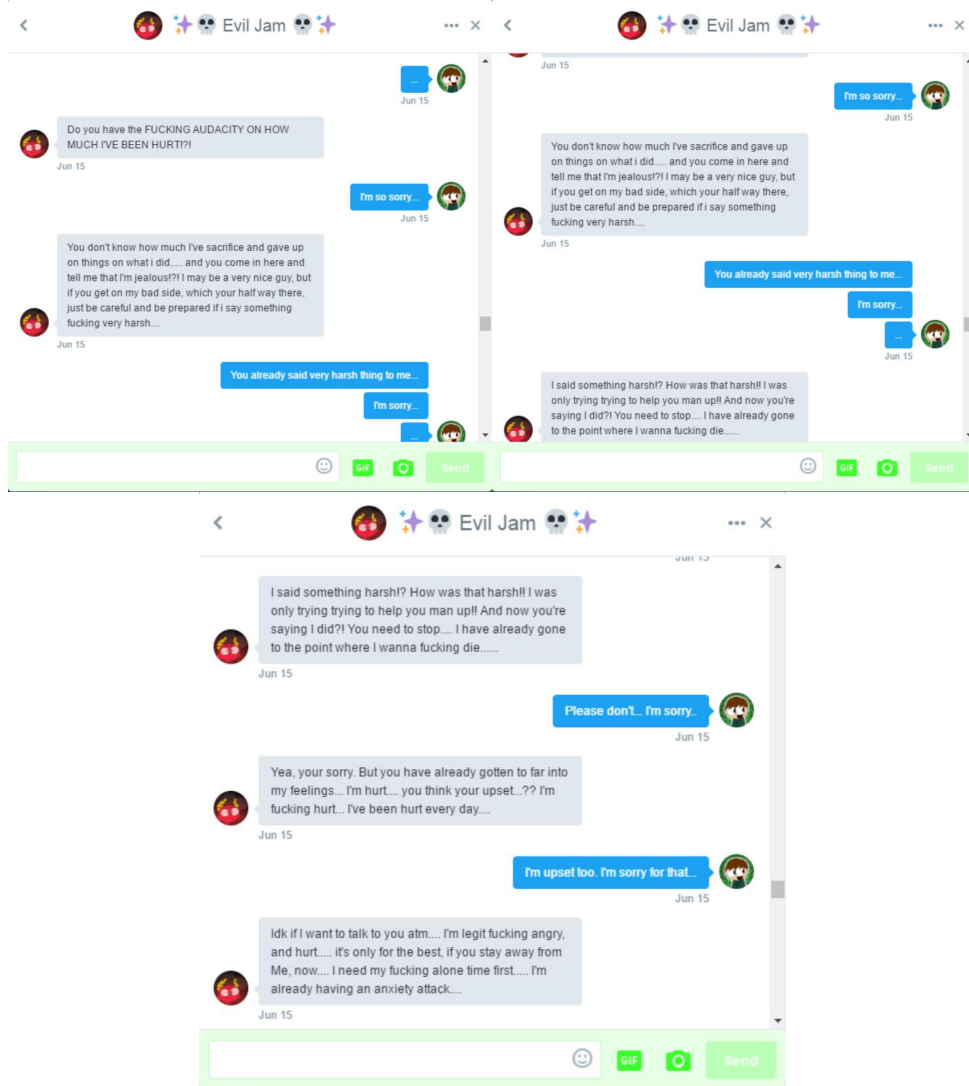 Evil Jam
...
Jun 15
Do you have the FUCKING AUDACITY ON HOW
MUCH I'VE BEEN HURT!?!
Jun 15
I'm so sorry...
Jun 15
You don't know how much I've sacrifice and gave up
on things on what i did..... and you come in here and
tell me that I'm jealous!?! I may be a very nice guy, but
if you get on my bad side, which your half way there,
just be careful and be prepared if i say something
fucking very harsh....
Jun 15
You already said very harsh thing to me...
I'm sorry...
...
GIF
Send
Evil Jam
Jun 15
I'm so sorry...
Jun 15
You don't know how much I've sacrifice and gave up
on things on what i did..... and you come in here and
tell me that I'm jealous!?! I may be a very nice guy, but
if you get on my bad side, which your half way there,
just be careful and be prepared if i say something
fucking very harsh....
Jun 15
You already said very harsh thing to me...
I'm sorry...
...
Jun 15
I said something harsh!? How was that harsh!! I was
only trying trying to help you man up!! And now you're
saying I did?! You need to stop.... I have already gone
to the point where I wanna fucking die......
GIF
Send
Evil Jam
Jun 15
I said something harsh!? How was that harsh!! I was
only trying trying to help you man up!! And now you're
saying I did?! You need to stop.... I have already gone
to the point where I wanna fucking die......
Jun 15
Please don't... I'm sorry..
Jun 15
Yea, your sorry. But you have already gotten to far into
my feelings... I'm hurt.... you think your upset...?? I'm
fucking hurt... I've been hurt every day....
Jun 15
I'm upset too. I'm sorry for that...
Jun 15
Idk if I want to talk to you atm.... I'm legit fucking angry,
and hurt..... it's only for the best, if you stay away from
Me, now.... I need my fucking alone time first..... I'm
already having an anxiety attack....
Jun 15
GIF
Send